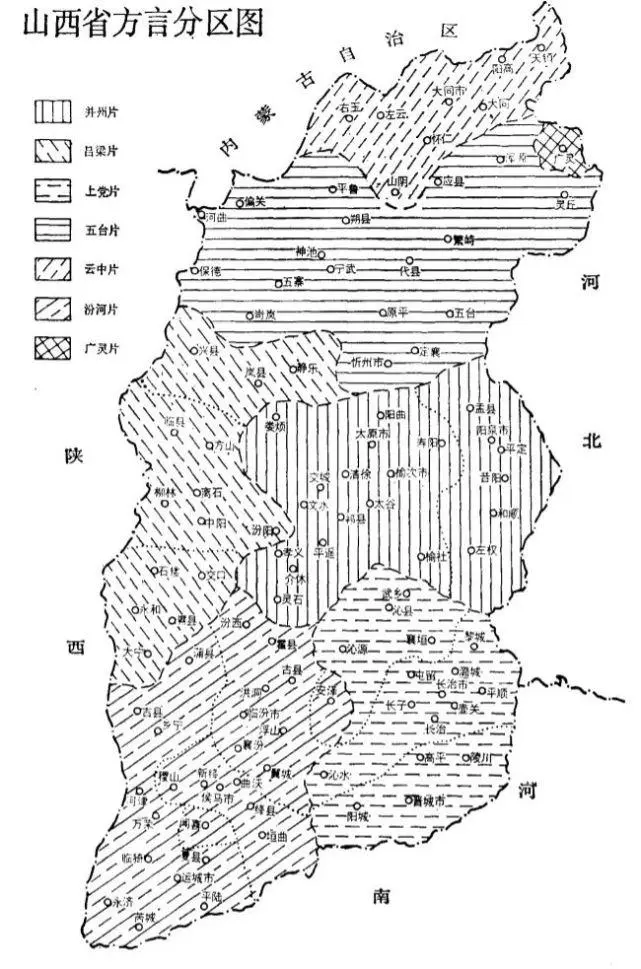 山西省方言分区图
并州片
吕梁片
上党片
五台片
云中片
汾河片
广灵片
内蒙古自治区
河
北
陕
西
河
南
天镇
阳高
大同市
大同
右玉
左云
怀仁
浑源
广灵
山阴
应县
灵丘
平鲁
偏关
河曲
朔县
繁峙
神池
宁武
代县
保德
五寨
岢岚
原平
五台
定襄
忻州市
兴县
岚县
静乐
娄烦
阳曲
盂县
太原市
寿阳
阳泉市
平定
临县
方山
交城
清徐
榆次市
昔阳
柳林
离石
文水
祁县
太谷
和顺
中阳
汾阳
孝义
平遥
介休
榆社
左权
石楼
交口
灵石
武乡
沁县
永和
隰县
汾西
霍县
襄垣
黎城
大宁
蒲县
沁源
古县
屯留
潞城
长治市
平顺
洪洞
安泽
长子
壶关
吉县
乡宁
临汾市
浮山
长治
襄汾
高平
陵川
稷山
新绛
曲沃
翼城
沁水
河津
侯马市
绛县
晋城市
阳城
万荣
闻喜
垣曲
临猗
夏县
运城市
永济
平陆
芮城